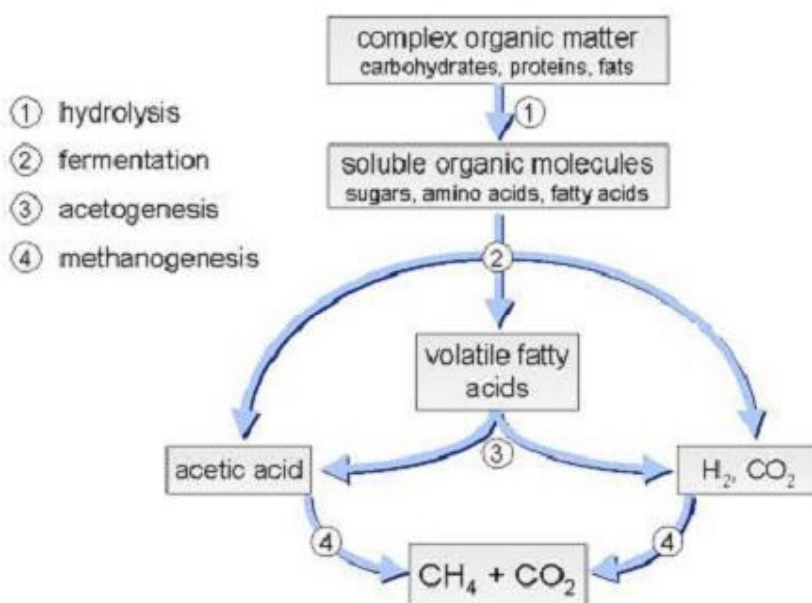 complex organic matter
carbohydrates, proteins, fats
① hydrolysis
① 
② fermentation
soluble organic molecules
sugars, amino acids, fatty acids
③ acetogenesis
④ methanogenesis
②
volatile fatty
acids
acetic acid
③
H₂, CO₂
④
④
CH₄ + CO₂